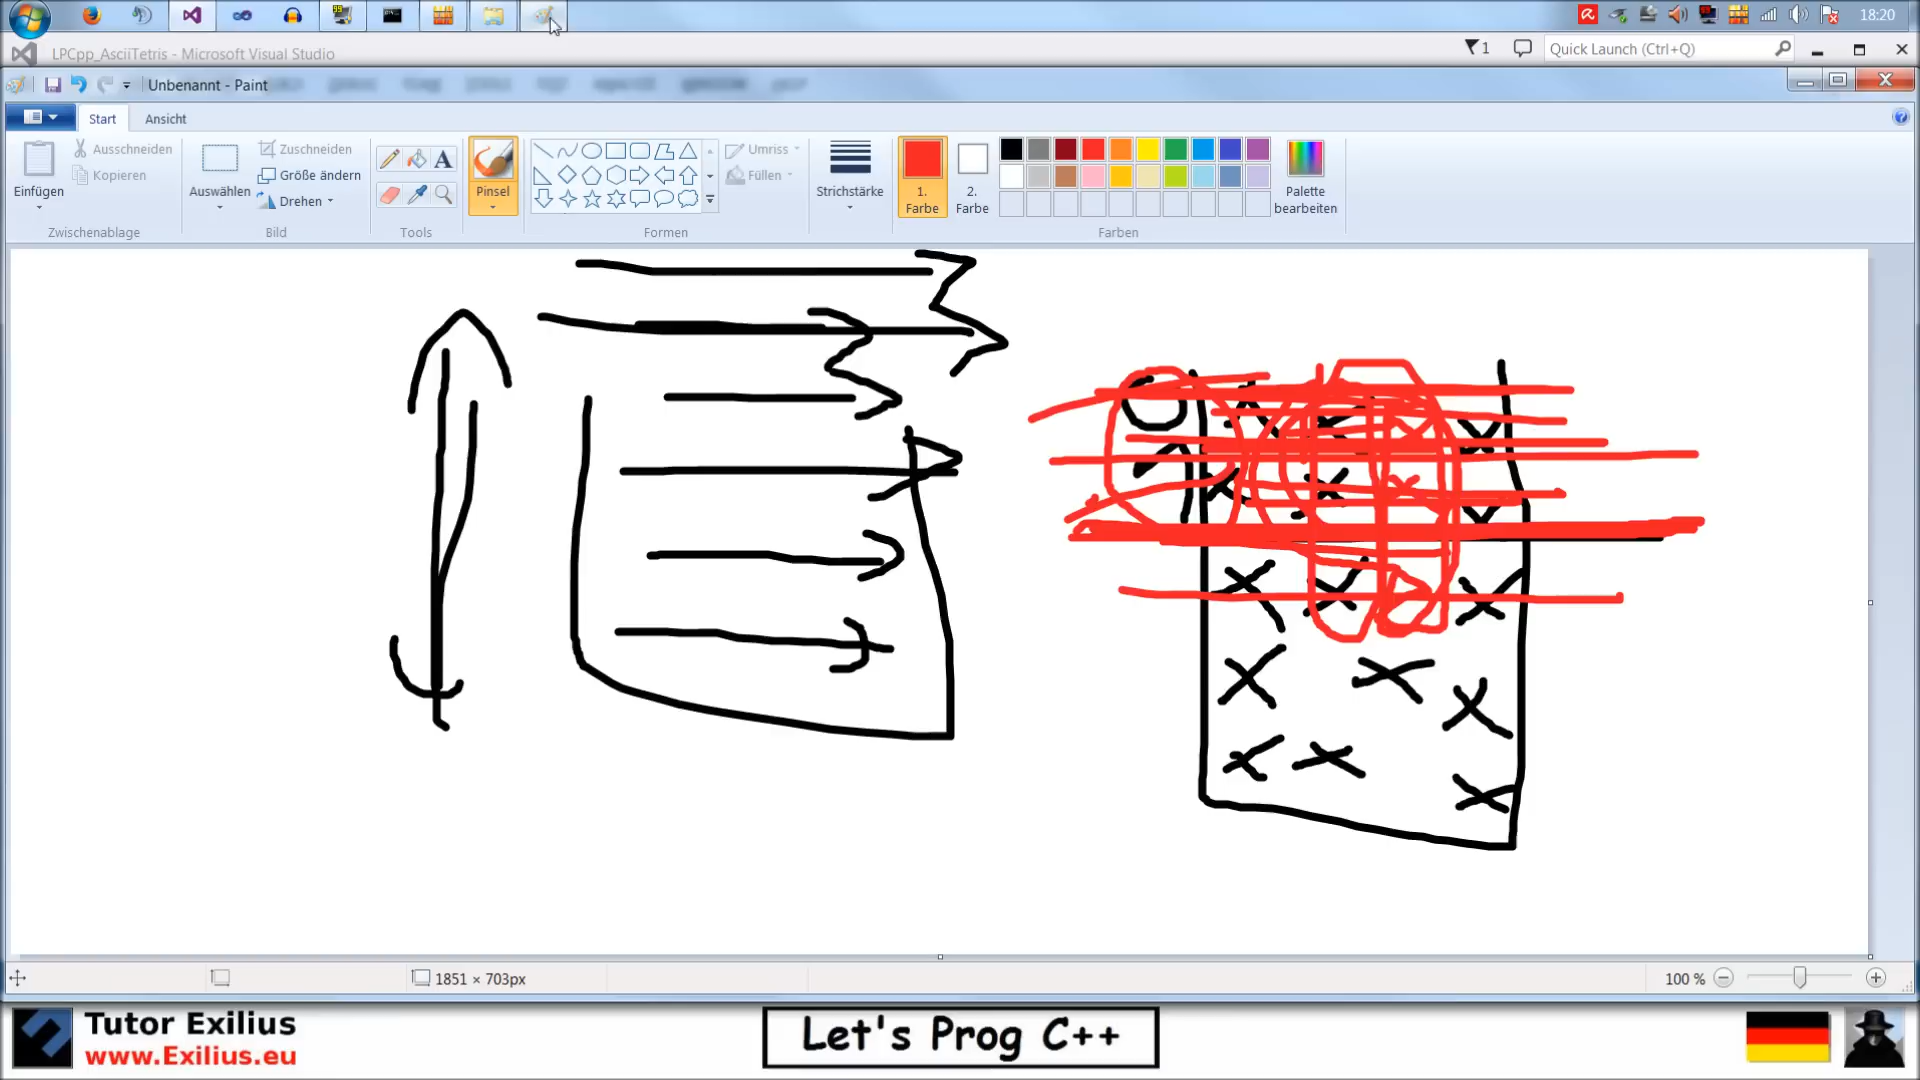 18:20
LPCpp_AsciiTetris - Microsoft Visual Studio
1
Quick Launch (Ctrl+Q)
Unbenannt - Paint
Start
Ansicht
Einfügen
Ausschneiden
Kopieren
Zwischenablage
Auswählen
Zuschneiden
Größe ändern
Drehen
Bild
A
Tools
Pinsel
Umriss
Füllen
Formen
Strichstärke
1.
Farbe
2.
Farbe
Palette
bearbeiten
Farben
1851 × 703px
100 %
Tutor Exilius
www.Exilius.eu
Let's Prog C++